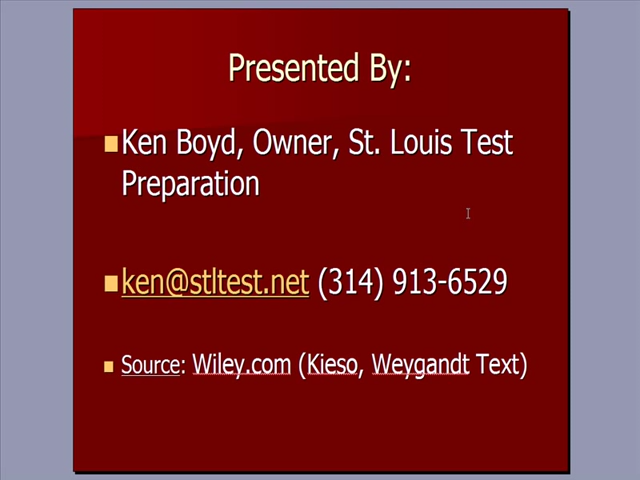 Presented By:
Ken Boyd, Owner, St. Louis Test
Preparation
ken@stltest.net (314) 913-6529
Source: Wiley.com (Kieso, Weygandt Text)